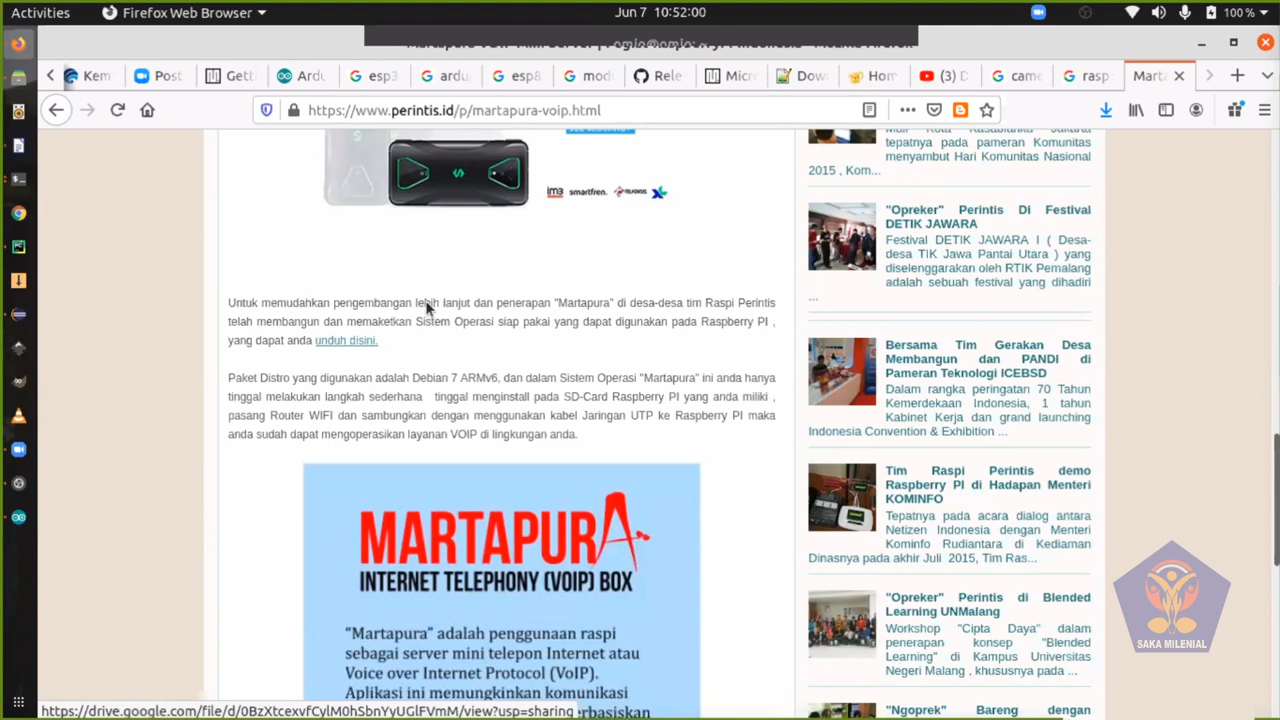 Activities
Firefox Web Browser
Jun 7 10:52:00
100 %
Kem
Post
Gett
Ardu
esp3
ardu
esp8
mod
Rele
Micr
Dow
Hom
(3) D
came
rasp
Marta
https://www.perintis.id/p/martapura-voip.html
im3 smartfren. TELKOMSEL XL
Untuk memudahkan pengembangan lebih lanjut dan penerapan "Martapura" di desa-desa tim Raspi Perintis
telah membangun dan memaketkan Sistem Operasi siap pakai yang dapat digunakan pada Raspberry PI ,
yang dapat anda unduh disini.
Paket Distro yang digunakan adalah Debian 7 ARMv6, dan dalam Sistem Operasi "Martapura" ini anda hanya
tinggal melakukan langkah sederhana tinggal menginstall pada SD-Card Raspberry PI yang anda miliki ,
pasang Router WIFI dan sambungkan dengan menggunakan kabel Jaringan UTP ke Raspberry PI maka
anda sudah dapat mengoperasikan layanan VOIP di lingkungan anda.
MARTAPURA
INTERNET TELEPHONY (VOIP) BOX
"Martapura" adalah penggunaan raspi
sebagai server mini telepon Internet atau
Voice over Internet Protocol (VoIP).
Aplikasi ini memungkinkan komunikasi
erbasiskan
tepatnya pada pameran Komunitas
menyambut Hari Komunitas Nasional
2015 , Kom...
"Opreker" Perintis Di Festival
DETIK JAWARA
Festival DETIK JAWARA I ( Desa-
desa TIK Jawa Pantai Utara ) yang
diselenggarakan oleh RTIK Pemalang
adalah sebuah festival yang dihadiri
...
Bersama Tim Gerakan Desa
Membangun dan PANDI di
Pameran Teknologi ICEBSD
Dalam rangka peringatan 70 Tahun
Kemerdekaan Indonesia, 1 tahun
Kabinet Kerja dan grand launching
Indonesia Convention & Exhibition ...
Tim Raspi Perintis demo
Raspberry PI di Hadapan Menteri
KOMINFO
Tepatnya pada acara dialog antara
Netizen Indonesia dengan Menteri
Kominfo Rudiantara di Kediaman
Dinasnya pada akhir Juli 2015, Tim Ras...
"Opreker" Perintis di Blended
Learning UNMalang
Workshop "Cipta Daya" dalam
penerapan konsep "Blended
Learning" di Kampus Universitas
Negeri Malang , khususnya pada ...
"Ngoprek" Bareng dengan
SAKA MILENIAL
https://drive.google.com/file/d/0BzXtcexvfCylM0hSbnYyUGlFVmM/view?usp=sharing